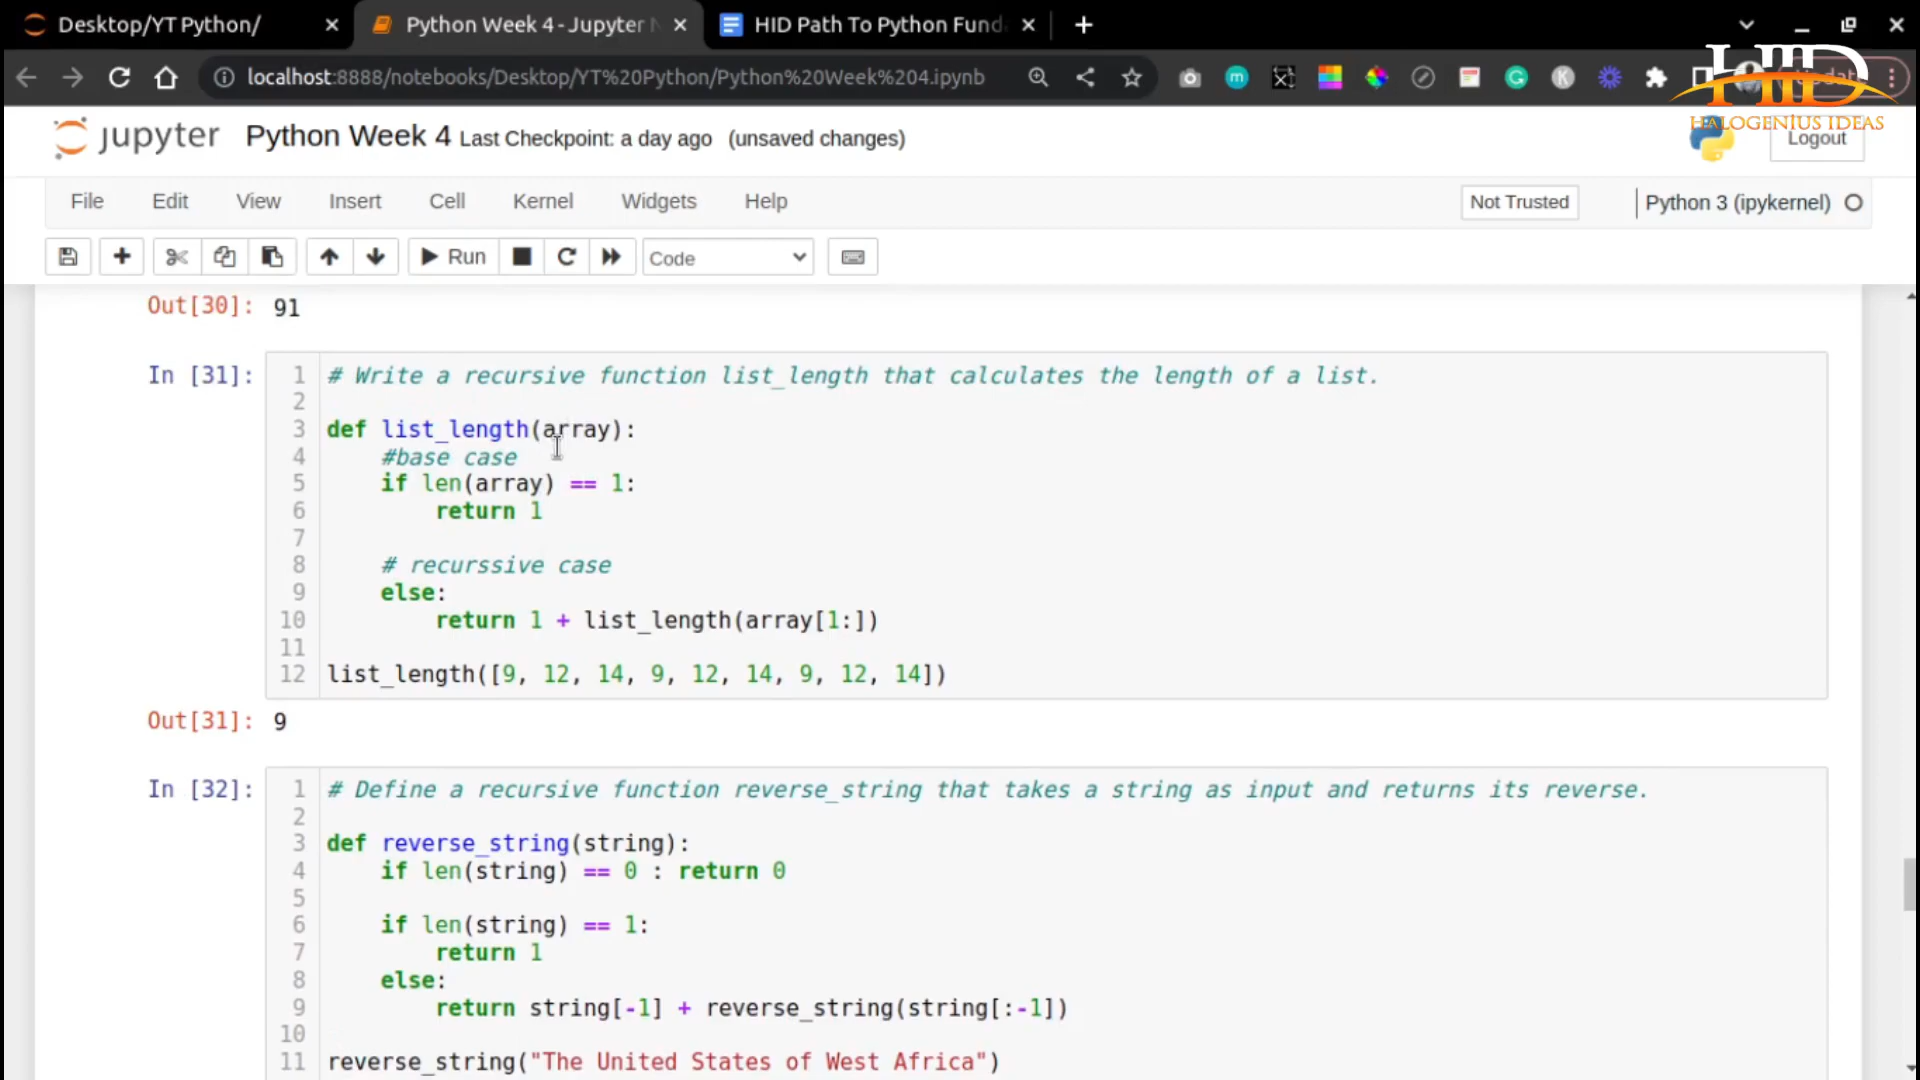 Desktop/YT Python/
Python Week 4 - Jupyter N
HID Path To Python Fund
localhost:8888/notebooks/Desktop/YT%20Python/Python%20Week%204.ipynb
HID
HALOGENIUS IDEAS
jupyter Python Week 4 Last Checkpoint: a day ago (unsaved changes)
Logout
File Edit View Insert Cell Kernel Widgets Help
Not Trusted
Python 3 (ipykernel)
Run
Code
Out[30]: 91
In [31]:
1 # Write a recursive function list_length that calculates the length of a list.
2
3 def list_length(array):
4 #base case
5 if len(array) == 1:
6 return 1
7
8 # recurssive case
9 else:
10 return 1 + list_length(array[1:])
11
12 list_length([9, 12, 14, 9, 12, 14, 9, 12, 14])
Out[31]: 9
In [32]:
1 # Define a recursive function reverse_string that takes a string as input and returns its reverse.
2
3 def reverse_string(string):
4 if len(string) == 0 : return 0
5
6 if len(string) == 1:
7 return 1
8 else:
9 return string[-1] + reverse_string(string[:-1])
10
11 reverse_string("The United States of West Africa")